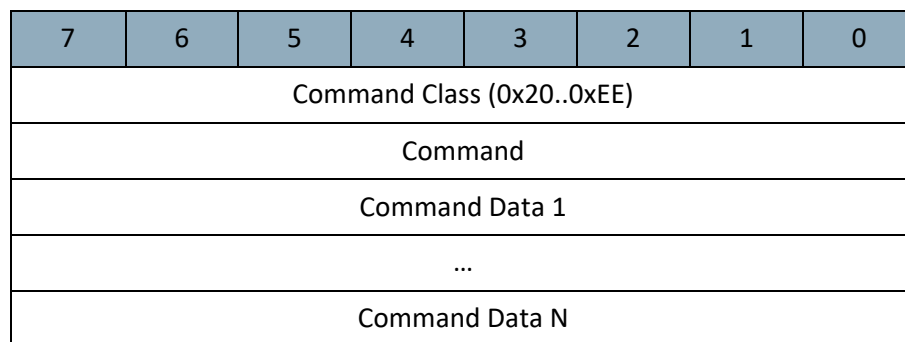 7 6 5 4 3 2 1 0
Command Class (0x20..0xEE)
Command
Command Data 1
...
Command Data N